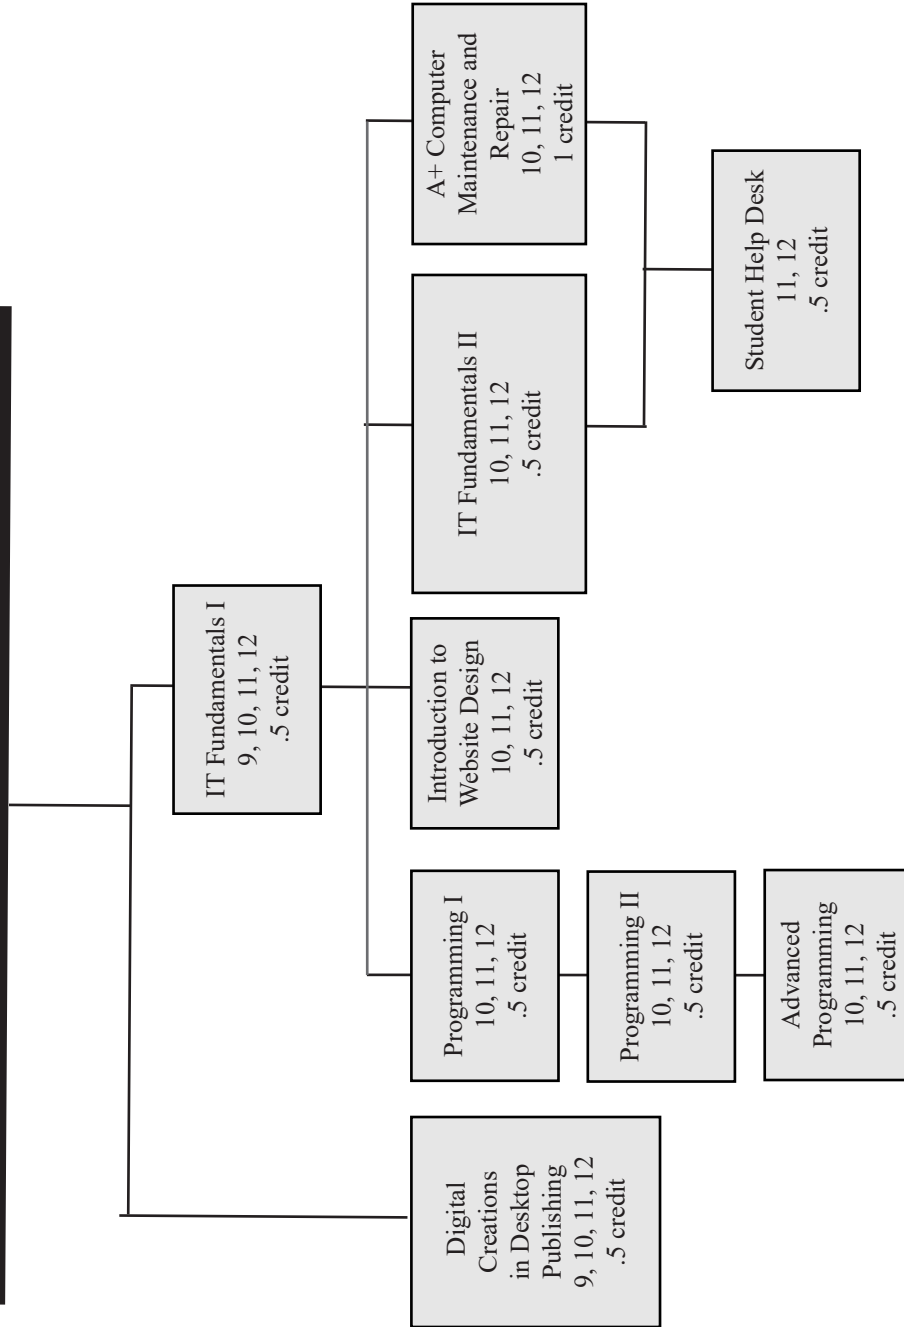 Digital
Creations
in Desktop
Publishing
9, 10, 11, 12
.5 credit
IT Fundamentals I
9, 10, 11, 12
.5 credit
Programming I
10, 11, 12
.5 credit
Programming II
10, 11, 12
.5 credit
Advanced
Programming
10, 11, 12
.5 credit
Introduction to
Website Design
10, 11, 12
.5 credit
IT Fundamentals II
10, 11, 12
.5 credit
A+ Computer
Maintenance and
Repair
10, 11, 12
1 credit
Student Help Desk
11, 12
.5 credit